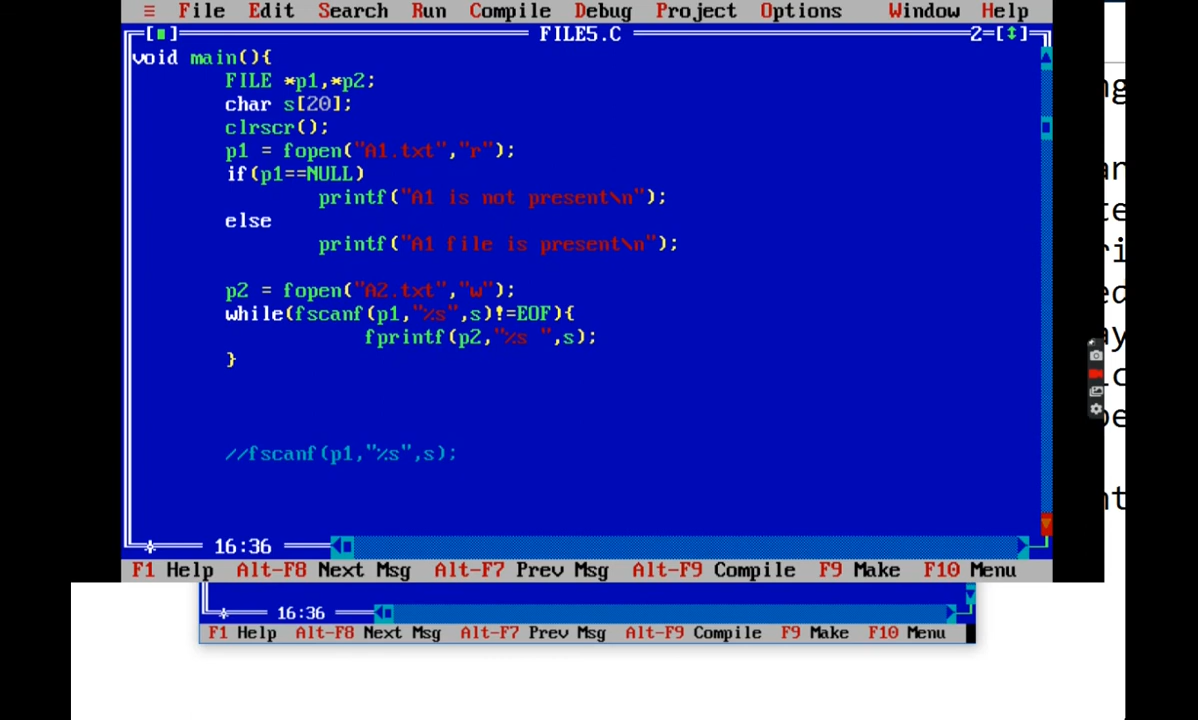 ≡ File Edit Search Run Compile Debug Project Options Window Help
[■] FILE5.C 2=[↕]
void main(){
FILE *p1,*p2;
char s[20];
clrscr();
p1 = fopen("A1.txt","r");
if(p1==NULL)
printf("A1 is not present\n");
else
printf("A1 file is present\n");
p2 = fopen("A2.txt","w");
while(fscanf(p1,"%s",s)!=EOF){
fprintf(p2,"%s ",s);
}
//fscanf(p1,"%s",s);
16:36
F1 Help Alt-F8 Next Msg Alt-F7 Prev Msg Alt-F9 Compile F9 Make F10 Menu
16:36
F1 Help Alt-F8 Next Msg Alt-F7 Prev Msg Alt-F9 Compile F9 Make F10 Menu